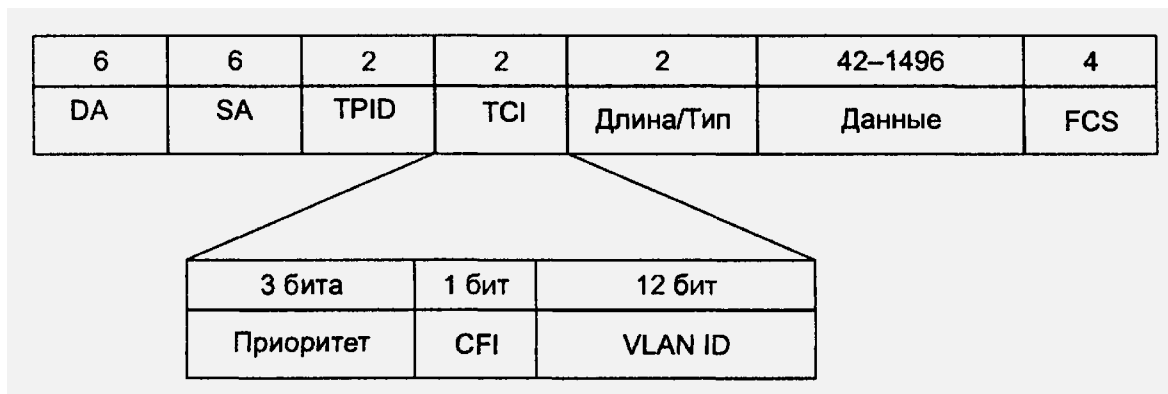 6 6 2 2 2 42–1496 4
DA SA TPID TCI Длина/Тип Данные FCS
3 бита 1 бит 12 бит
Приоритет CFI VLAN ID